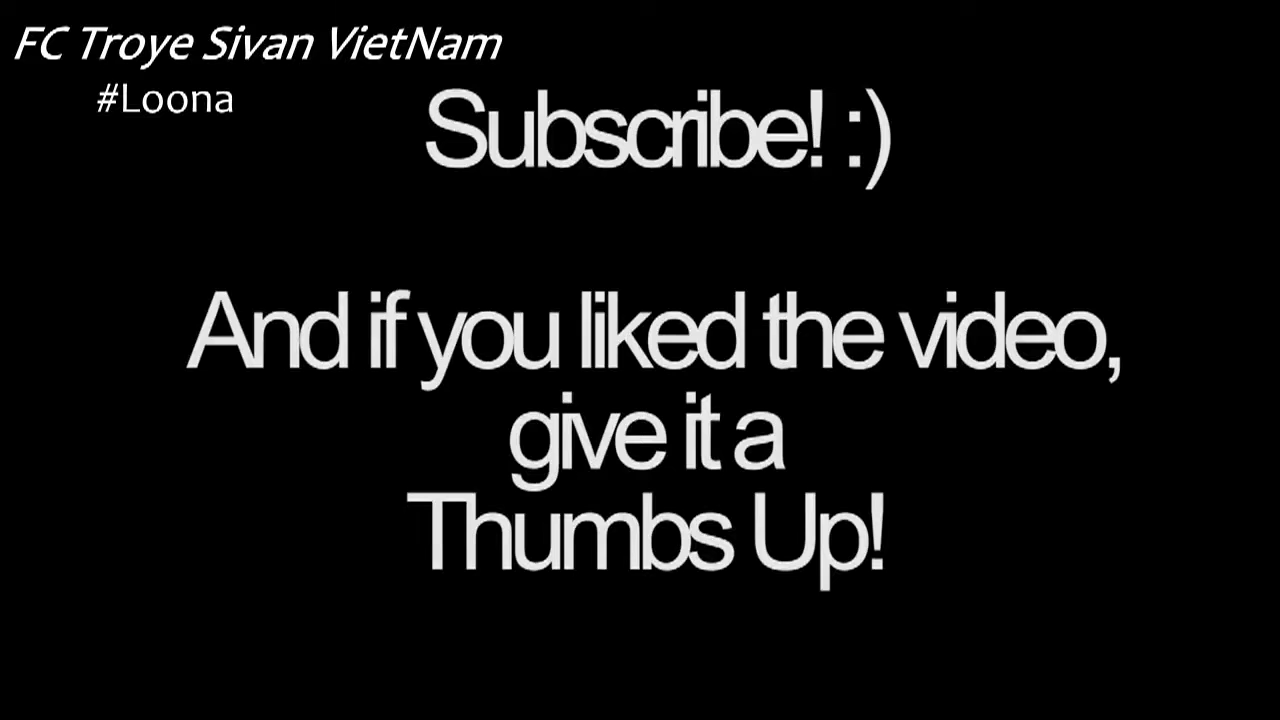 FC Troye Sivan VietNam
#Loona
Subscribe! :)
And if you liked the video,
give it a
Thumbs Up!